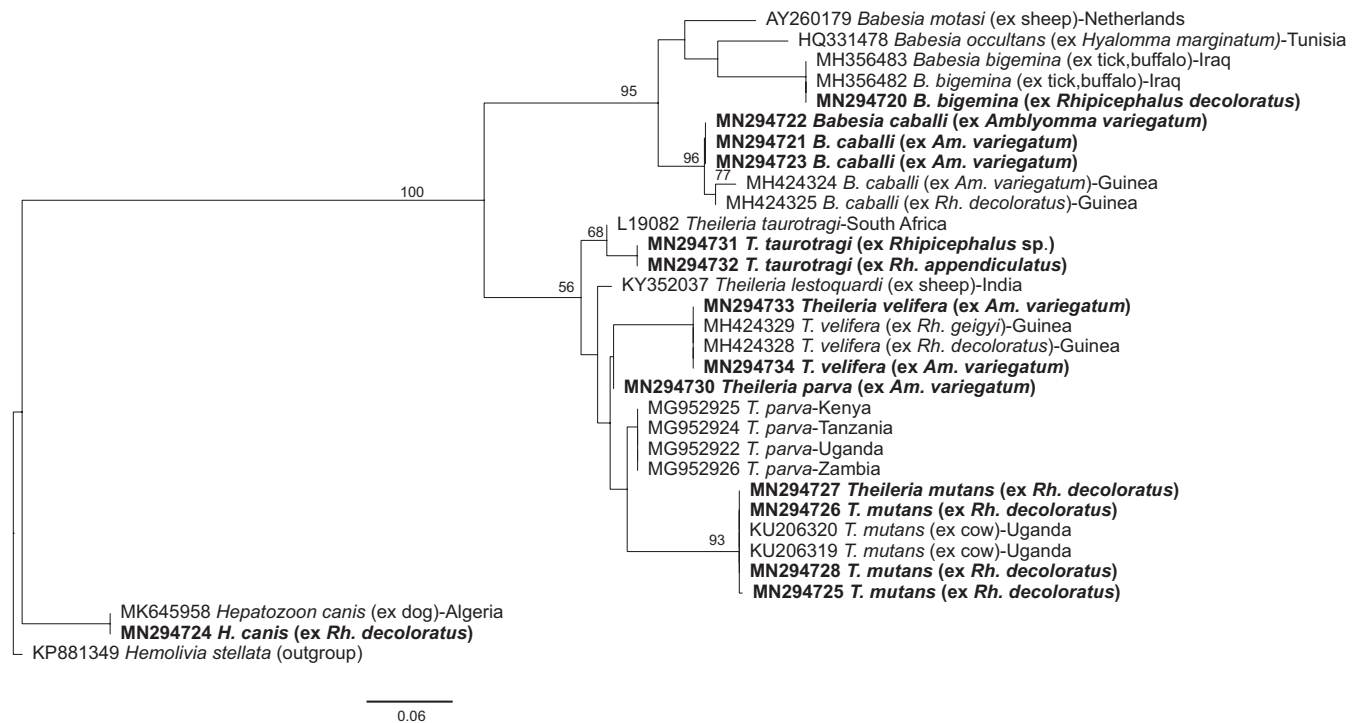 AY260179 Babesia motasi (ex sheep)-Netherlands
HQ331478 Babesia occultans (ex Hyalomma marginatum)-Tunisia
MH356483 Babesia bigemina (ex tick,buffalo)-Iraq
95
MH356482 B. bigemina (ex tick,buffalo)-Iraq
MN294720 B. bigemina (ex Rhipicephalus decoloratus)
MN294722 Babesia caballi (ex Amblyomma variegatum)
MN294721 B. caballi (ex Am. variegatum)
96
MN294723 B. caballi (ex Am. variegatum)
77
MH424324 B. caballi (ex Am. variegatum)-Guinea
100
MH424325 B. caballi (ex Rh. decoloratus)-Guinea
L19082 Theileria taurotragi-South Africa
68
MN294731 T. taurotragi (ex Rhipicephalus sp.)
MN294732 T. taurotragi (ex Rh. appendiculatus)
56
KY352037 Theileria lestoquardi (ex sheep)-India
MN294733 Theileria velifera (ex Am. variegatum)
MH424329 T. velifera (ex Rh. geigyi)-Guinea
MH424328 T. velifera (ex Rh. decoloratus)-Guinea
MN294734 T. velifera (ex Am. variegatum)
MN294730 Theileria parva (ex Am. variegatum)
MG952925 T. parva-Kenya
MG952924 T. parva-Tanzania
MG952922 T. parva-Uganda
MG952926 T. parva-Zambia
MN294727 Theileria mutans (ex Rh. decoloratus)
MN294726 T. mutans (ex Rh. decoloratus)
KU206320 T. mutans (ex cow)-Uganda
93
KU206319 T. mutans (ex cow)-Uganda
MN294728 T. mutans (ex Rh. decoloratus)
MN294725 T. mutans (ex Rh. decoloratus)
MK645958 Hepatozoon canis (ex dog)-Algeria
MN294724 H. canis (ex Rh. decoloratus)
KP881349 Hemolivia stellata (outgroup)
0.06